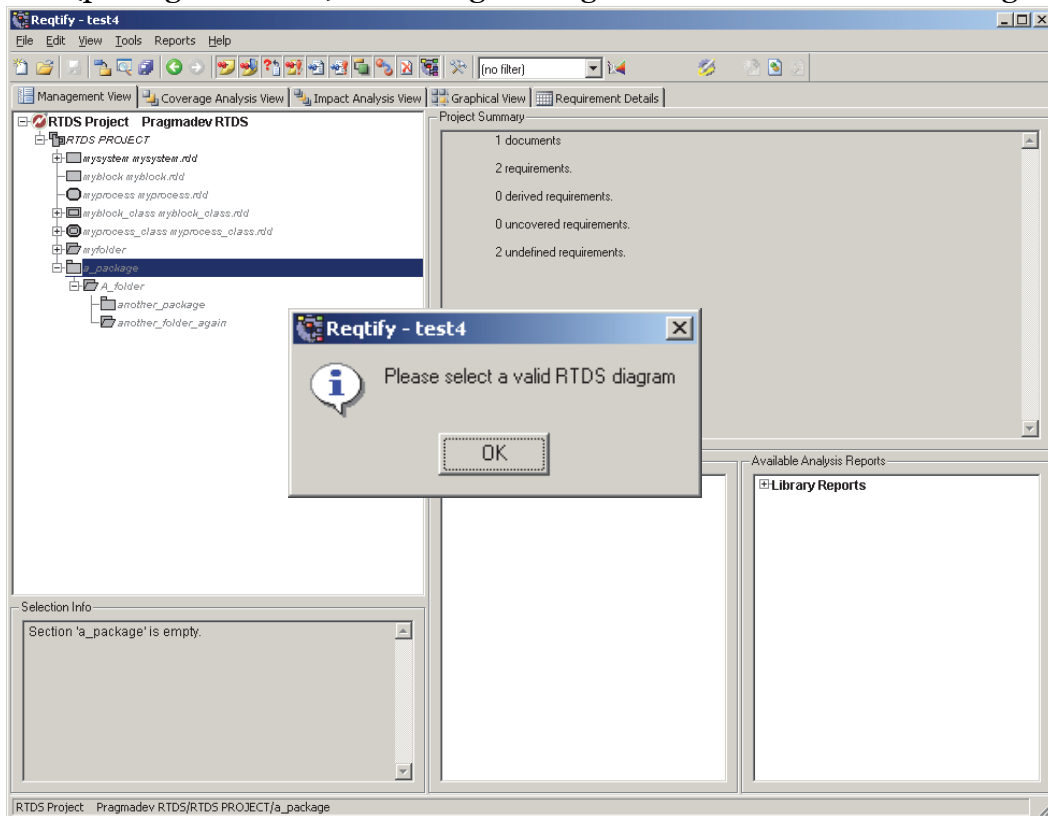 Reqtify - test4
File Edit View Tools Reports Help
(no filter)
Management View Coverage Analysis View Impact Analysis View Graphical View Requirement Details
RTDS Project Pragmadev RTDS
RTDS PROJECT
mysystem mysystem.rdd
myblock myblock.rdd
myprocess myprocess.rdd
myblock_class myblock_class.rdd
myprocess_class myprocess_class.rdd
myfolder
a_package
A_folder
another_package
another_folder_again
Project Summary
1 documents
2 requirements.
0 derived requirements.
0 uncovered requirements.
2 undefined requirements.
Reqtify - test4
Please select a valid RTDS diagram
OK
Available Analysis Reports
Library Reports
Selection Info
Section 'a_package' is empty.
RTDS Project Pragmadev RTDS/RTDS PROJECT/a_package